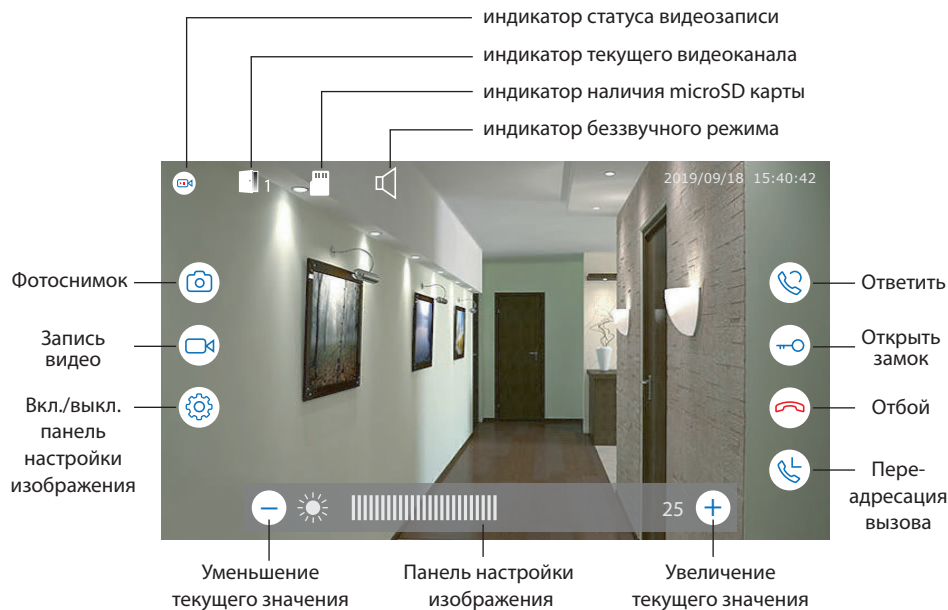 индикатор статуса видеозаписи
индикатор текущего видеоканала
индикатор наличия microSD карты
индикатор беззвучного режима
1
2019/09/18 15:40:42
Фотоснимок
Запись
видео
Вкл./выкл.
панель
настройки
изображения
Ответить
Открыть
замок
Отбой
Пере-
адресация
вызова
25
Уменьшение
текущего значения
Панель настройки
изображения
Увеличение
текущего значения